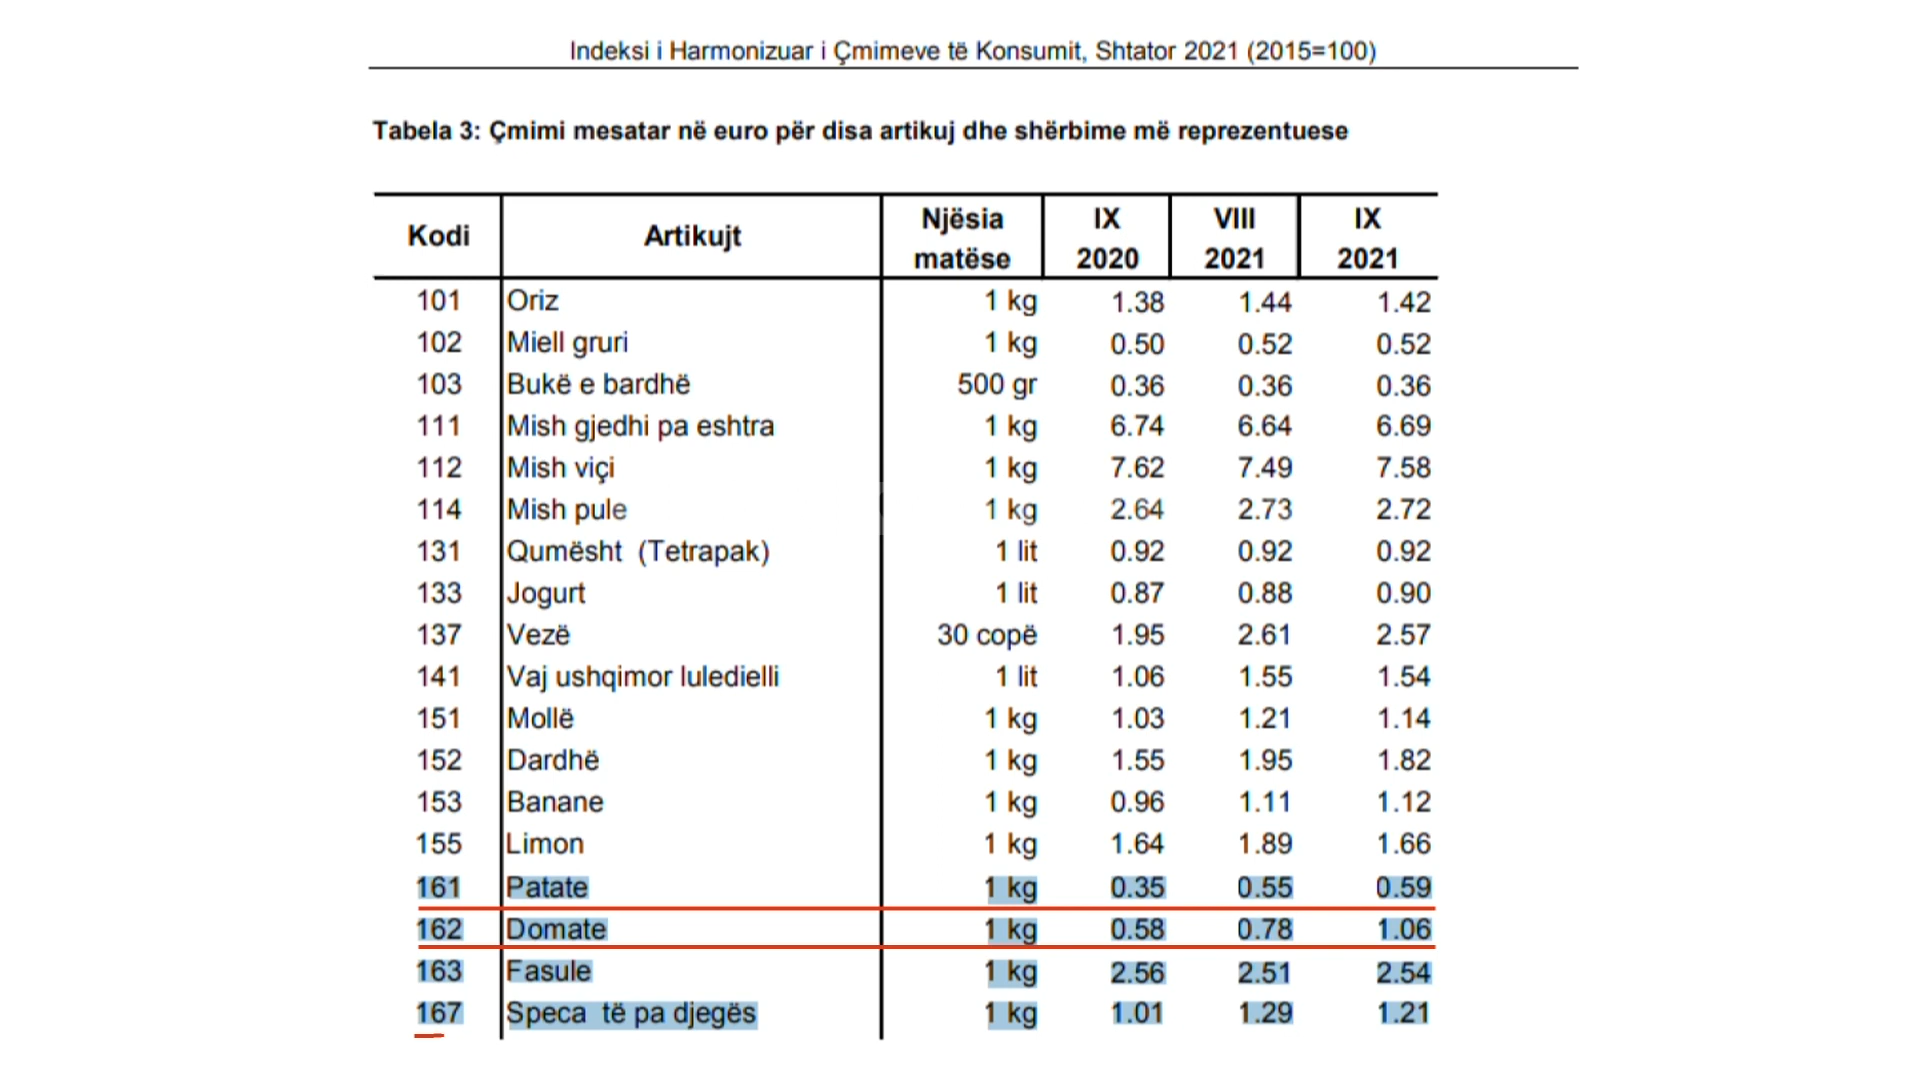 Indeksi i Harmonizuar i Çmimeve të Konsumit, Shtator 2021 (2015=100)
Tabela 3: Çmimi mesatar në euro për disa artikuj dhe shërbime më reprezentuese
Kodi Artikujt Njësia matëse IX 2020 VIII 2021 IX 2021
101 Oriz 1 kg 1.38 1.44 1.42
102 Miell gruri 1 kg 0.50 0.52 0.52
103 Bukë e bardhë 500 gr 0.36 0.36 0.36
111 Mish gjedhi pa eshtra 1 kg 6.74 6.64 6.69
112 Mish viçi 1 kg 7.62 7.49 7.58
114 Mish pule 1 kg 2.64 2.73 2.72
131 Qumësht (Tetrapak) 1 lit 0.92 0.92 0.92
133 Jogurt 1 lit 0.87 0.88 0.90
137 Vezë 30 copë 1.95 2.61 2.57
141 Vaj ushqimor luledielli 1 lit 1.06 1.55 1.54
151 Mollë 1 kg 1.03 1.21 1.14
152 Dardhë 1 kg 1.55 1.95 1.82
153 Banane 1 kg 0.96 1.11 1.12
155 Limon 1 kg 1.64 1.89 1.66
161 Patate 1 kg 0.35 0.55 0.59
162 Domate 1 kg 0.58 0.78 1.06
163 Fasule 1 kg 2.56 2.51 2.54
167 Speca të pa djegës 1 kg 1.01 1.29 1.21